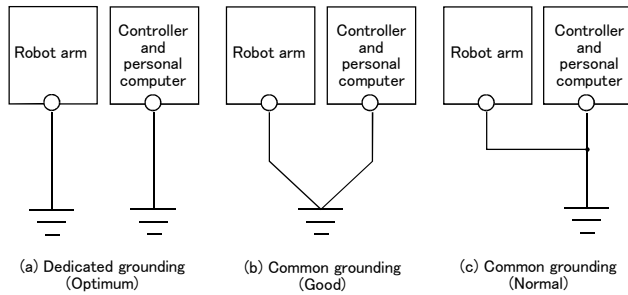 Robot arm
Controller
and
personal
computer
Robot arm
Controller
and
personal
computer
Robot arm
Controller
and
personal
computer
(a) Dedicated grounding
(Optimum)
(b) Common grounding
(Good)
(c) Common grounding
(Normal)